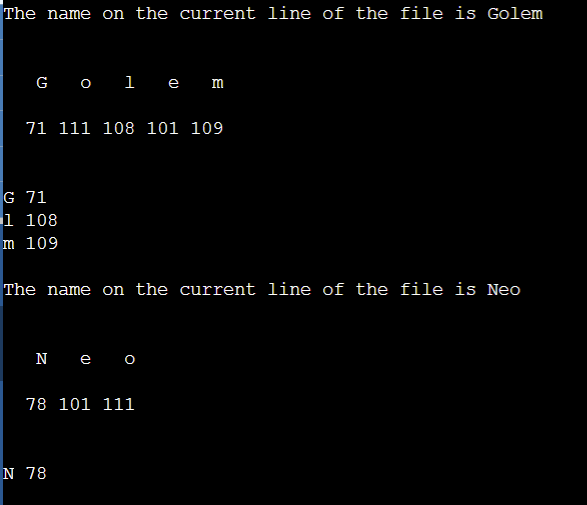 The name on the current line of the file is Golem
G o l e m
71 111 108 101 109
G 71
l 108
m 109
The name on the current line of the file is Neo
N e o
78 101 111
N 78